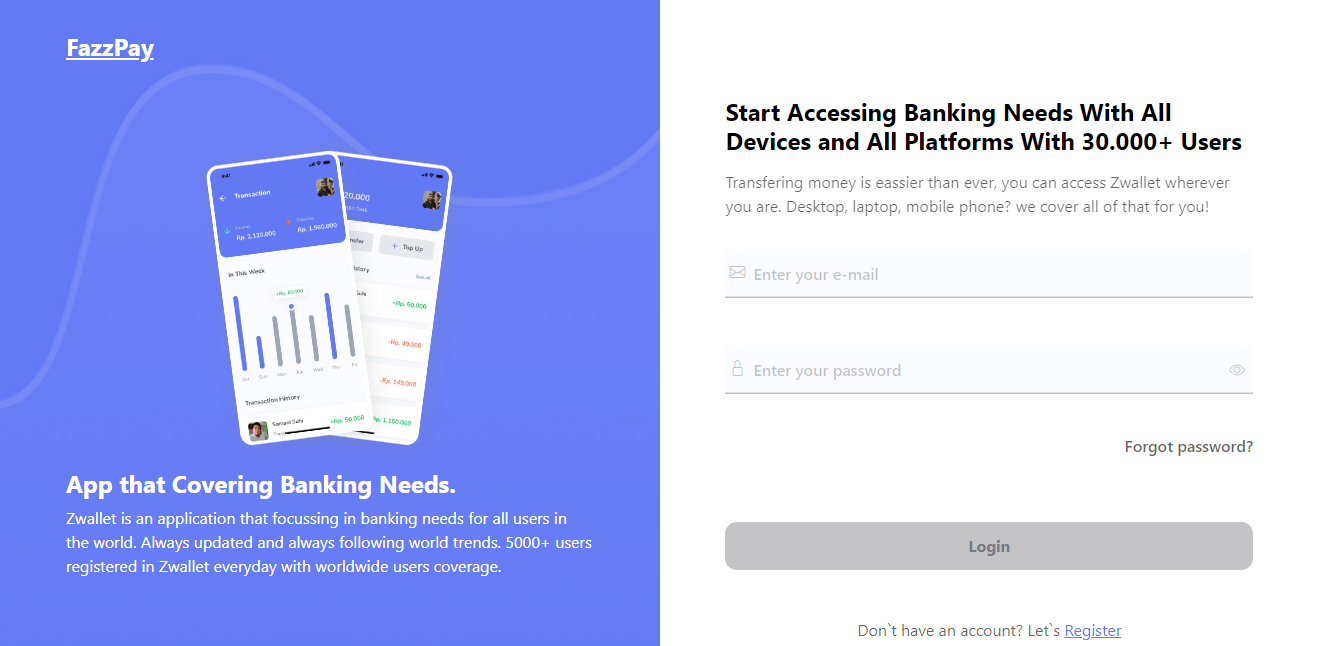 FazzPay
9:41
Transaction
Income
Rp. 2.120.000
Expense
Rp. 1.560.000
In This Week
+Rp. 65.000
Sat Sun Mon Tue Wed Thu Fri
Transaction History
Samuel Suhi
+Rp. 50.000
20.000
Top Up
See all
+Rp. 50.000
-Rp. 49.000
-Rp. 149.000
Rp. 1.150.000
App that Covering Banking Needs.
Zwallet is an application that focussing in banking needs for all users in
the world. Always updated and always following world trends. 5000+ users
registered in Zwallet everyday with worldwide users coverage.
Start Accessing Banking Needs With All
Devices and All Platforms With 30.000+ Users
Transfering money is eassier than ever, you can access Zwallet wherever
you are. Desktop, laptop, mobile phone? we cover all of that for you!
Enter your e-mail
Enter your password
Forgot password?
Login
Don`t have an account? Let`s Register